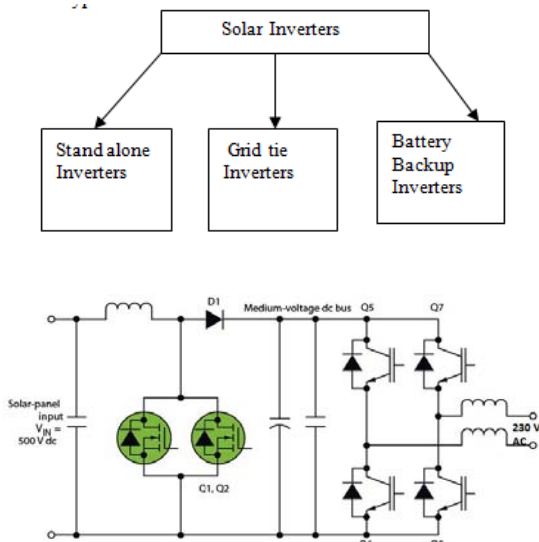 Solar Inverters
Stand alone
Inverters
Grid tie
Inverters
Battery
Backup
Inverters
D1
Medium-voltage dc bus
Q5
Q7
Solar-panel
input
VIN =
500 V dc
230 V
AC
Q1, Q2